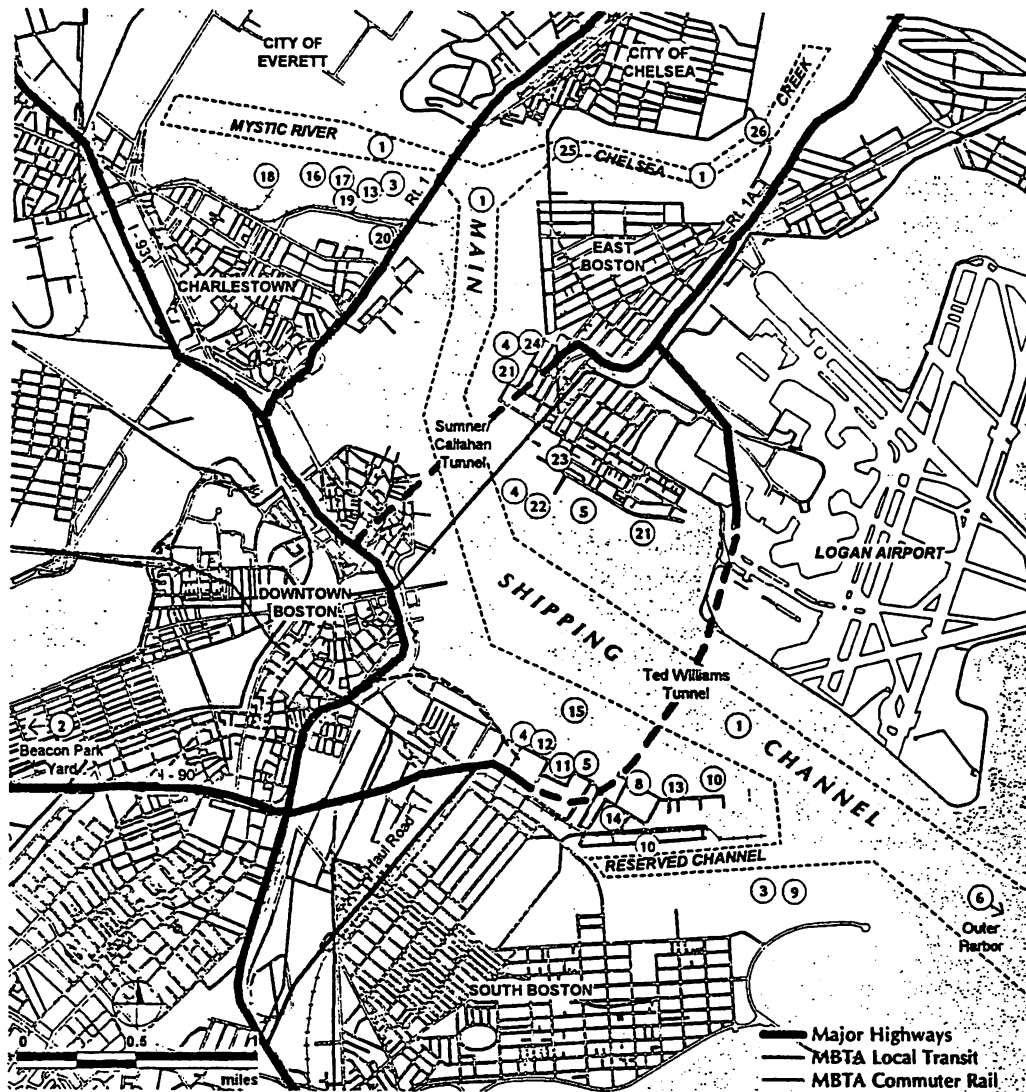 CITY OF
EVERETT
CITY OF
CHELSEA
MYSTIC RIVER
1
CREEK
26
25
CHELSEA
1
18
16
17
13
3
19
RT. 1
1
20
RT. 1A
I - 93
MAIN
EAST
BOSTON
CHARLESTOWN
4
24
21
Sumner/
Callahan
Tunnel
23
4
22
5
21
LOGAN AIRPORT
DOWNTOWN
BOSTON
SHIPPING
Ted Williams
Tunnel
15
1
CHANNEL
← 2
Beacon Park
Yard
I - 90
4
12
11
5
8
13
10
14
10
Haul Road
RESERVED CHANNEL
3
9
6
Outer
Harbor
SOUTH BOSTON
0
0.5
1
miles
Major Highways
MBTA Local Transit
MBTA Commuter Rail